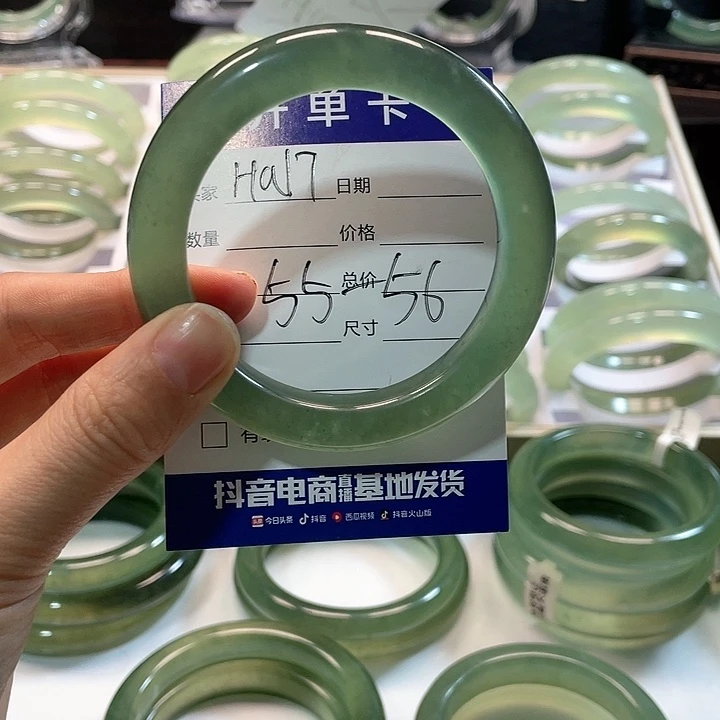 单卡
家 HQJ7 日期
数量 价格
55-56 总价
尺寸
抖音电商直播基地发货
今日头条 抖音 西瓜视频 抖音火山版